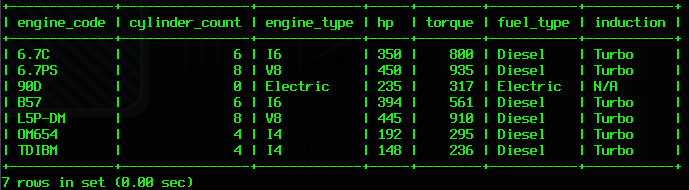 +-------------+----------------+-------------+-----+--------+-----------+-----------+
| engine_code | cylinder_count | engine_type | hp | torque | fuel_type | induction |
+-------------+----------------+-------------+-----+--------+-----------+-----------+
| 6.7C | 6 | I6 | 350 | 800 | Diesel | Turbo |
| 6.7PS | 8 | V8 | 450 | 935 | Diesel | Turbo |
| 90D | 0 | Electric | 235 | 317 | Electric | N/A |
| B57 | 6 | I6 | 394 | 561 | Diesel | Turbo |
| L5P-DM | 8 | V8 | 445 | 910 | Diesel | Turbo |
| OM654 | 4 | I4 | 192 | 295 | Diesel | Turbo |
| TDIBM | 4 | I4 | 148 | 236 | Diesel | Turbo |
+-------------+----------------+-------------+-----+--------+-----------+-----------+
7 rows in set (0.00 sec)